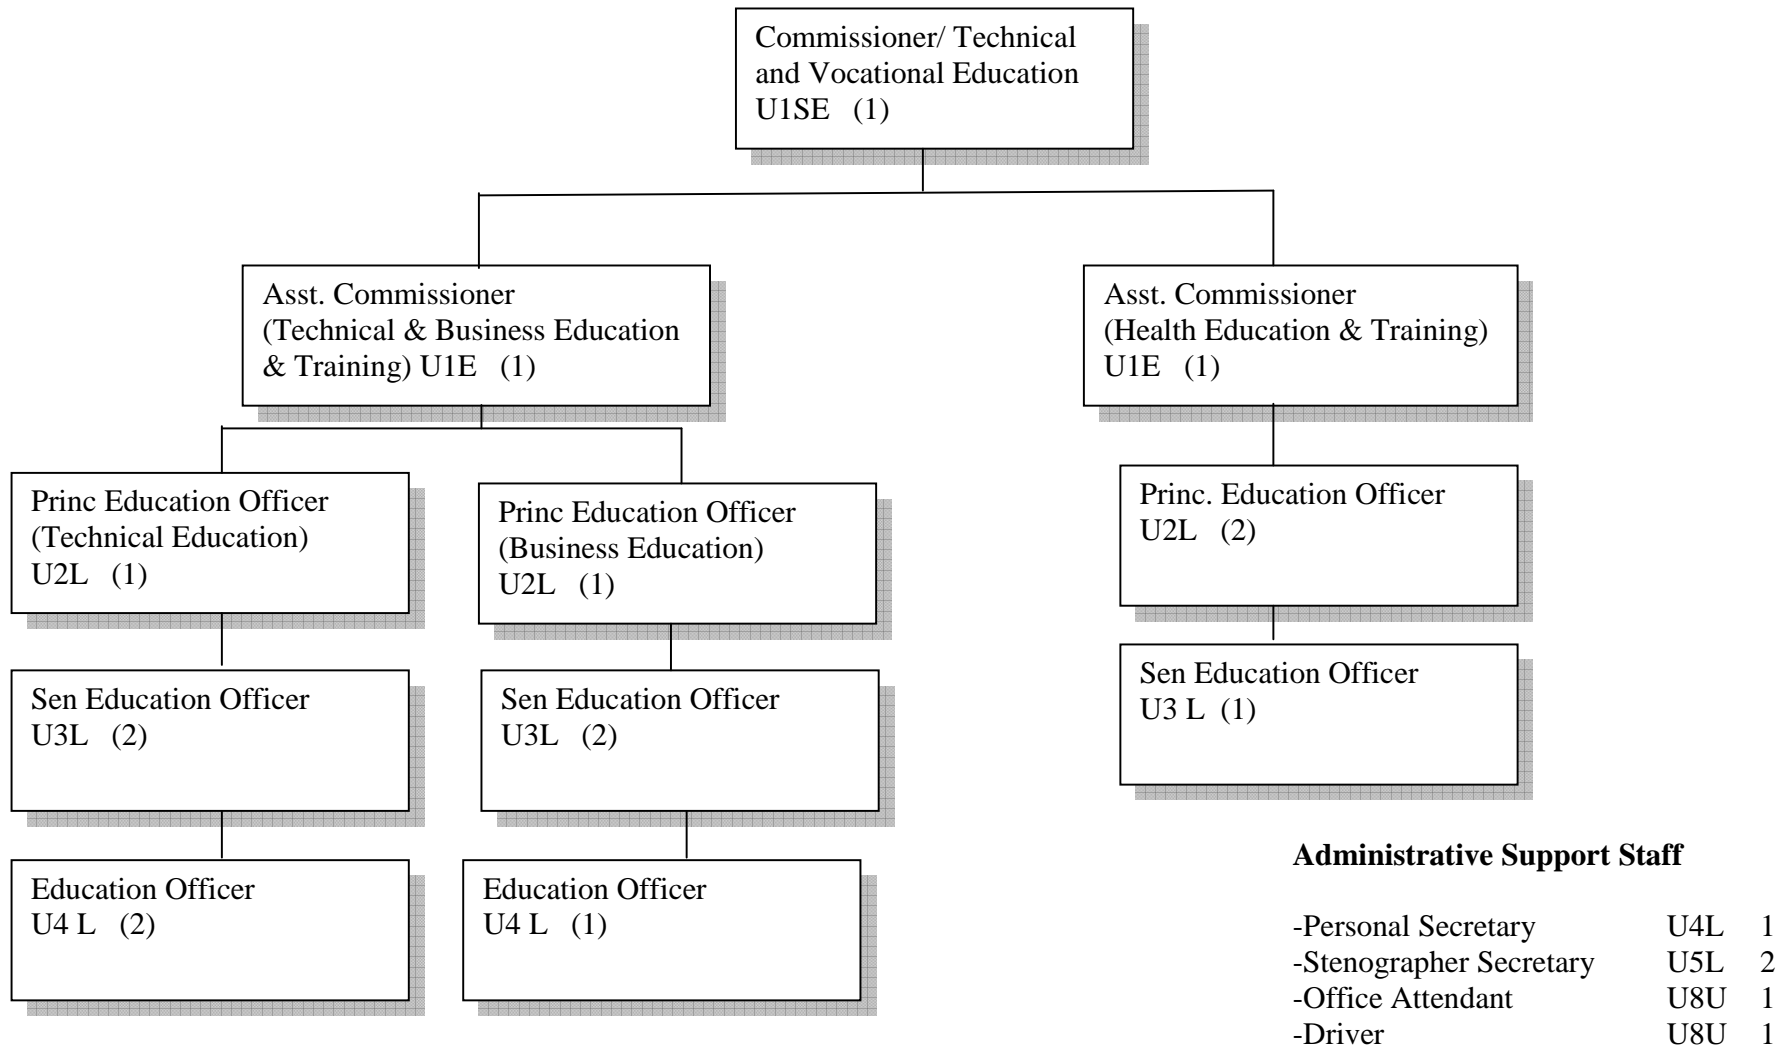 Commissioner/ Technical
and Vocational Education
U1SE (1)
Asst. Commissioner
(Technical & Business Education
& Training) U1E (1)
Asst. Commissioner
(Health Education & Training)
U1E (1)
Princ Education Officer
(Technical Education)
U2L (1)
Princ Education Officer
(Business Education)
U2L (1)
Princ. Education Officer
U2L (2)
Sen Education Officer
U3L (2)
Sen Education Officer
U3L (2)
Sen Education Officer
U3 L (1)
Education Officer
U4 L (2)
Education Officer
U4 L (1)
Administrative Support Staff
-Personal Secretary U4L 1
-Stenographer Secretary U5L 2
-Office Attendant U8U 1
-Driver U8U 1